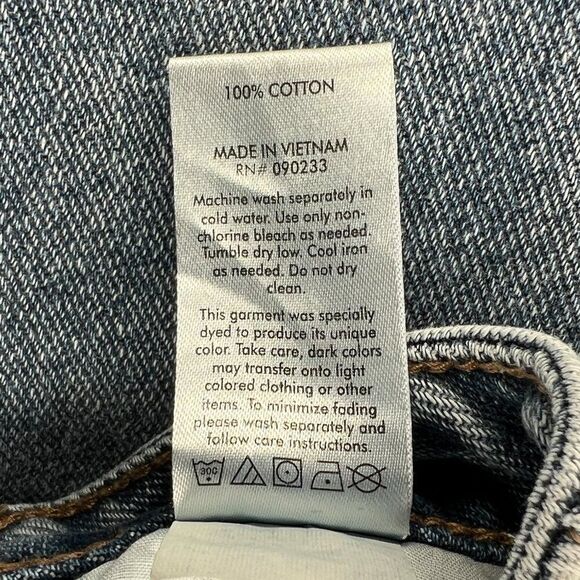 100% COTTON
MADE IN VIETNAM
RN# 090233
Machine wash separately in
cold water. Use only non-
chlorine bleach as needed.
Tumble dry low. Cool iron
as needed. Do not dry
clean.
This garment was specially
dyed to produce its unique
color. Take care, dark colors
may transfer onto light
colored clothing or other
items. To minimize fading
please wash separately and
follow care instructions.
30C